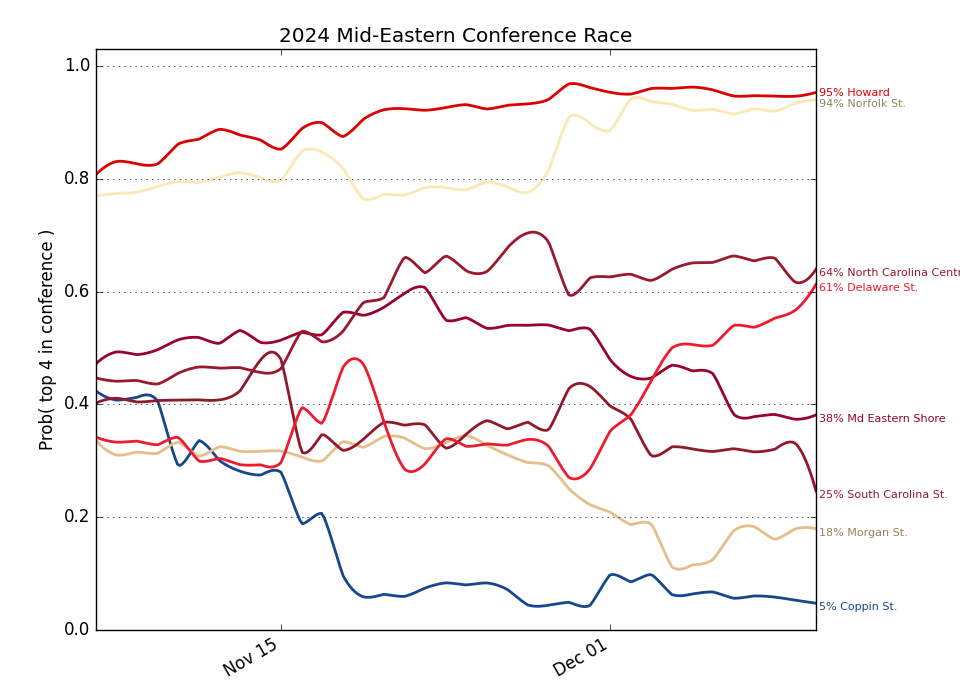 2024 Mid-Eastern Conference Race
Prob( top 4 in conference )
1.0
0.8
0.6
0.4
0.2
0.0
Nov 15
Dec 01
95% Howard
94% Norfolk St.
64% North Carolina Centr
61% Delaware St.
38% Md Eastern Shore
25% South Carolina St.
18% Morgan St.
5% Coppin St.